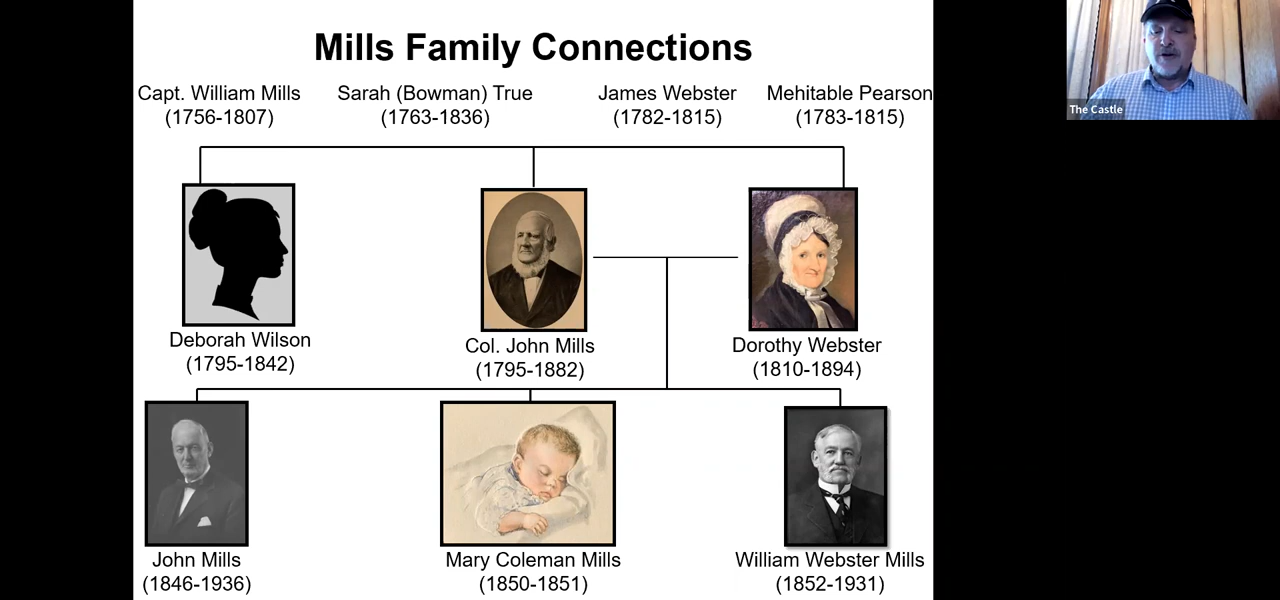 Mills Family Connections
Capt. William Mills
(1756-1807)
Sarah (Bowman) True
(1763-1836)
James Webster
(1782-1815)
Mehitable Pearson
(1783-1815)
The Castle
Deborah Wilson
(1795-1842)
Col. John Mills
(1795-1882)
Dorothy Webster
(1810-1894)
John Mills
(1846-1936)
Mary Coleman Mills
(1850-1851)
William Webster Mills
(1852-1931)